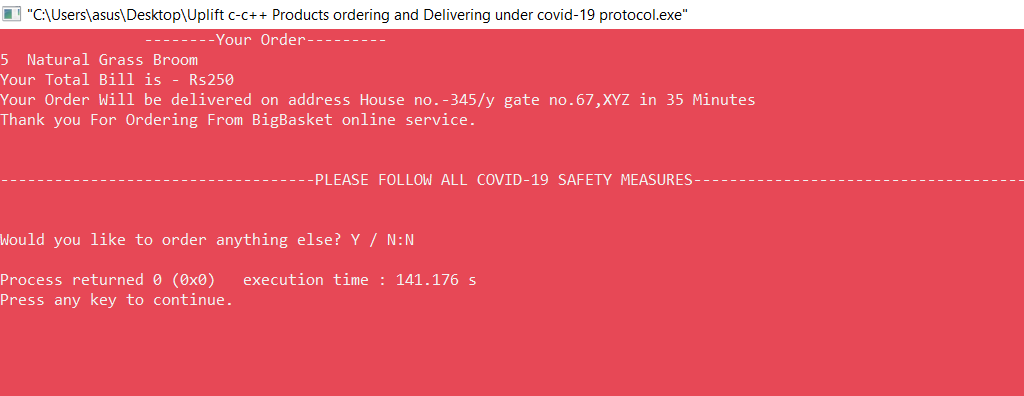 "C:\Users\asus\Desktop\Uplift c-c++ Products ordering and Delivering under covid-19 protocol.exe"
--------Your Order---------
5  Natural Grass Broom
Your Total Bill is - Rs250
Your Order Will be delivered on address House no.-345/y gate no.67,XYZ in 35 Minutes
Thank you For Ordering From BigBasket online service.
-----------------------------------PLEASE FOLLOW ALL COVID-19 SAFETY MEASURES-------------------------------------
Would you like to order anything else? Y / N:N
Process returned 0 (0x0)   execution time : 141.176 s
Press any key to continue.